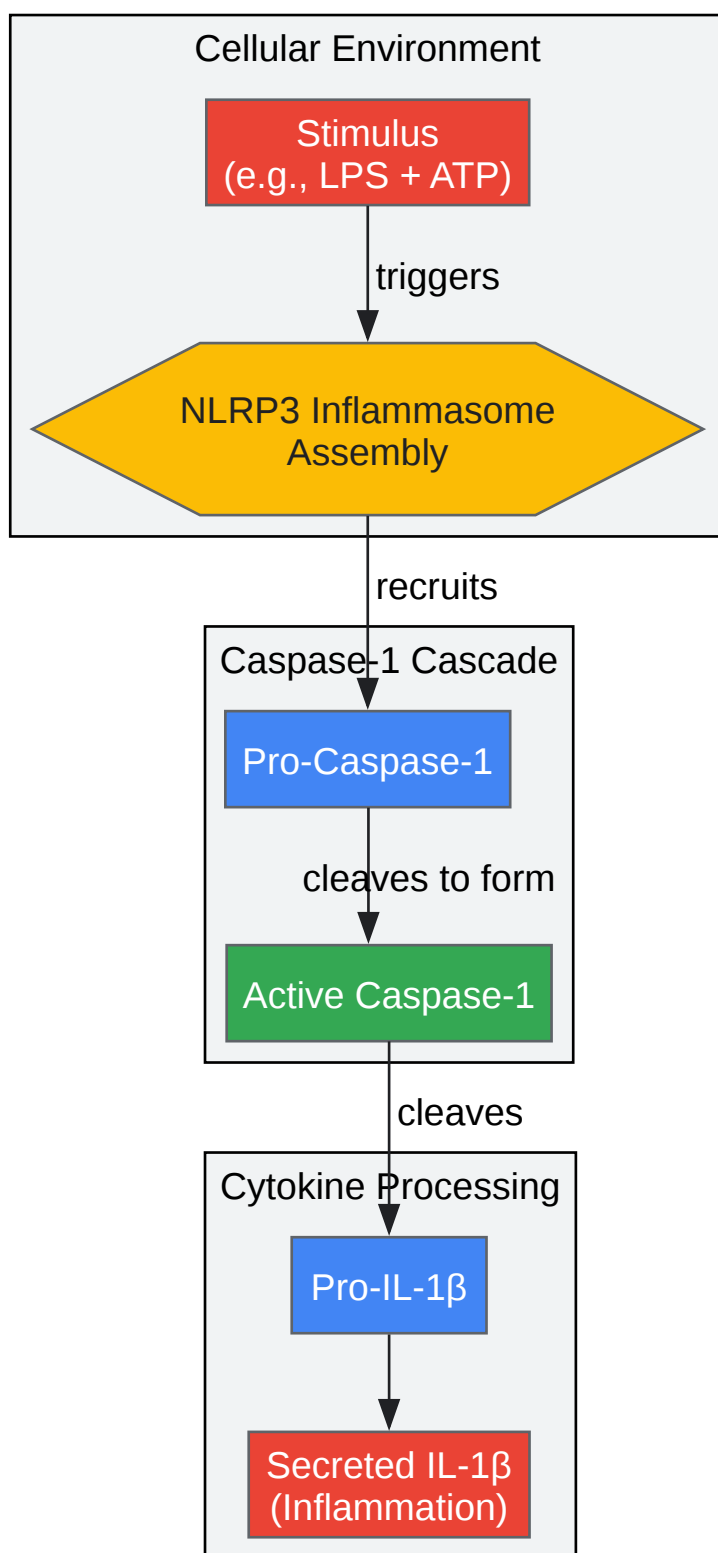 Cellular Environment
Stimulus
(e.g., LPS + ATP)
triggers
NLRP3 Inflammasome
Assembly
recruits
Caspase-1 Cascade
Pro-Caspase-1
cleaves to form
Active Caspase-1
cleaves
Cytokine Processing
Pro-IL-1β
Secreted IL-1β
(Inflammation)